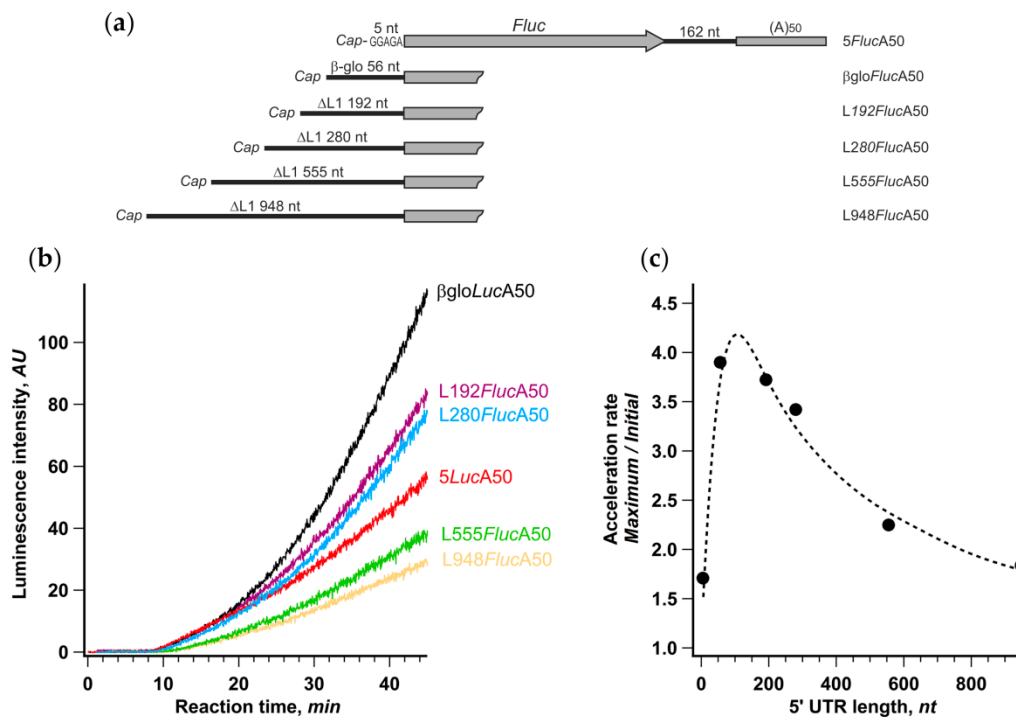 (a)
5 nt
Fluc
162 nt
(A)50
Cap-GGAGA
5FlucA50
β-glo 56 nt
Cap
βgloFlucA50
ΔL1 192 nt
Cap
L192FlucA50
ΔL1 280 nt
Cap
L280FlucA50
ΔL1 555 nt
Cap
L555FlucA50
ΔL1 948 nt
Cap
L948FlucA50
(b)
Luminescence intensity, AU
100
80
60
40
20
0
0
10
20
30
40
Reaction time, min
βgloLucA50
L192FlucA50
L280FlucA50
5LucA50
L555FlucA50
L948FlucA50
(c)
Acceleration rate
Maximum / Initial
4.5
4.0
3.5
3.0
2.5
2.0
1.5
1.0
0
200
400
600
800
5' UTR length, nt